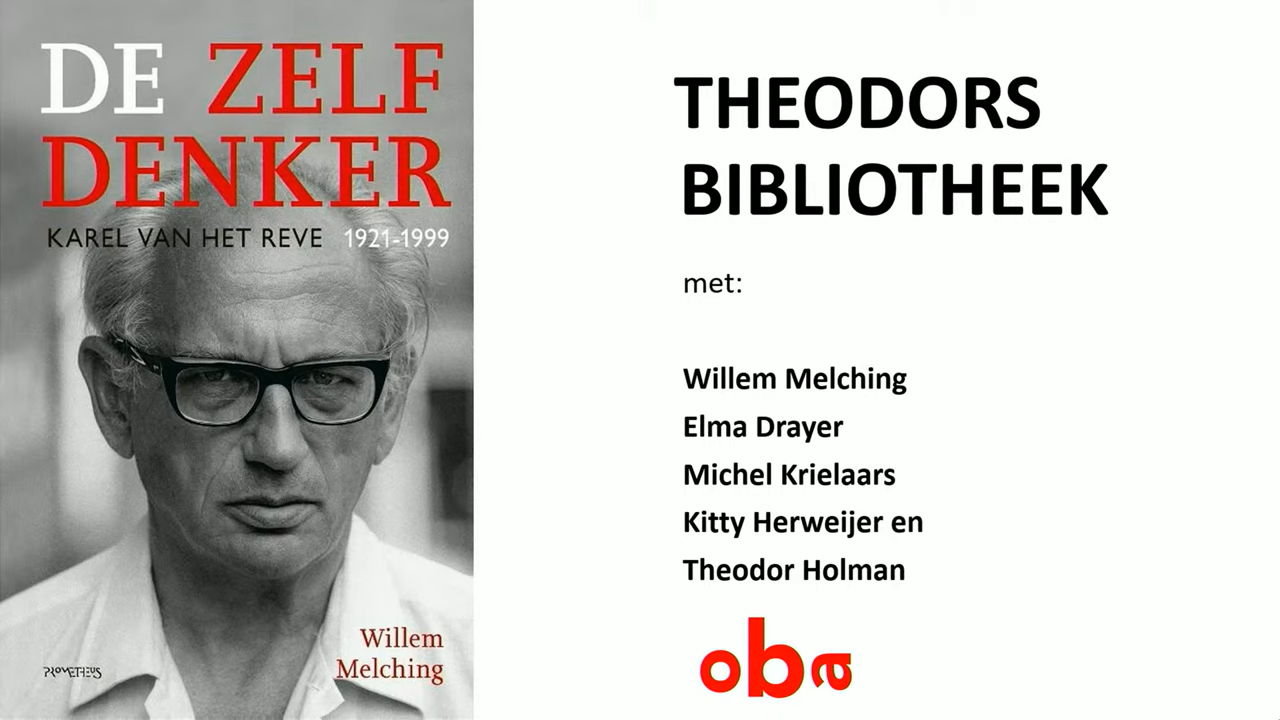 DE ZELF
DENKER
KAREL VAN HET REVE 1921-1999
Willem
Melching
PROMETHEUS
THEODORS
BIBLIOTHEEK
met:
Willem Melching
Elma Drayer
Michel Krielaars
Kitty Herweijer en
Theodor Holman
oba